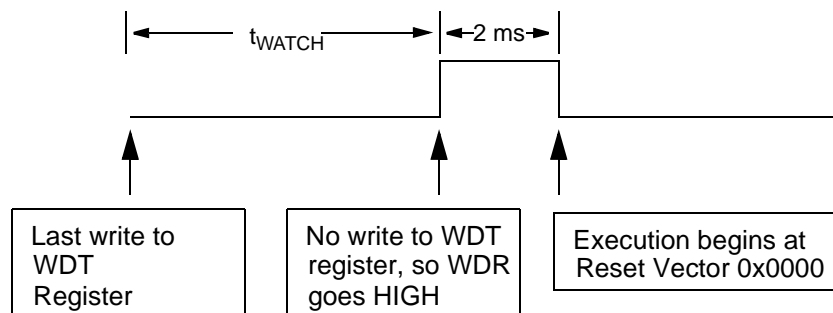 tWATCH
2 ms
Last write to
WDT
Register
No write to WDT
register, so WDR
goes HIGH
Execution begins at
Reset Vector 0x0000